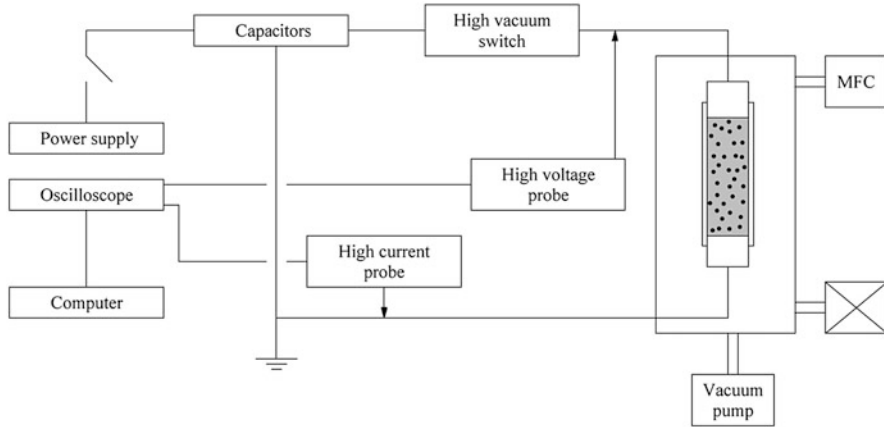 Capacitors
High vacuum
switch
MFC
Power supply
High voltage
probe
Oscilloscope
High current
probe
Computer
Vacuum
pump